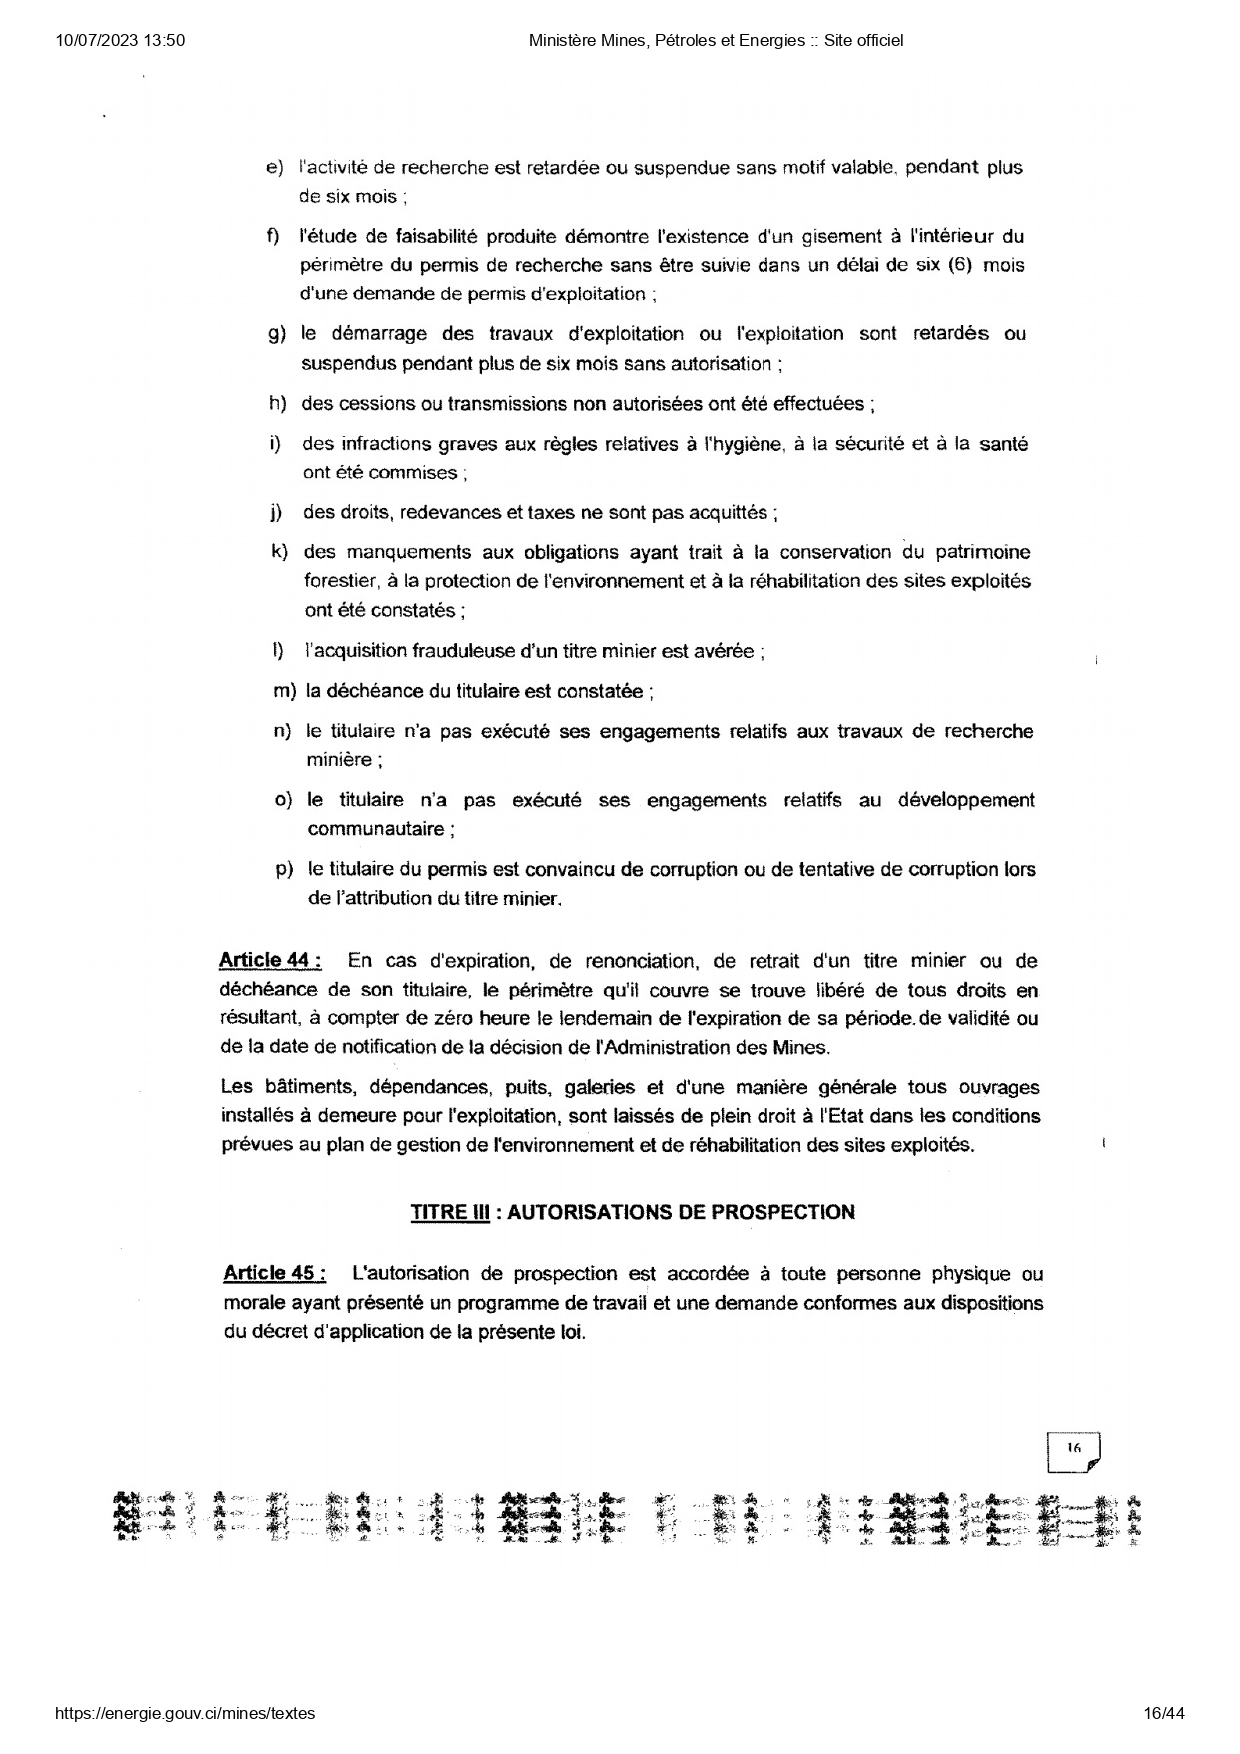 10/07/2023 13:50 Ministère Mines, Pétroles et Energies :: Site officiel
e) l'activité de recherche est retardée ou suspendue sans motif valable, pendant plus
de six mois ;
f) l'étude de faisabilité produite démontre l'existence d'un gisement à l'intérieur du
périmètre du permis de recherche sans être suivie dans un délai de six (6) mois
d'une demande de permis d'exploitation ;
g) le démarrage des travaux d'exploitation ou l'exploitation sont retardés ou
suspendus pendant plus de six mois sans autorisation ;
h) des cessions ou transmissions non autorisées ont été effectuées ;
i) des infractions graves aux règles relatives à l'hygiène, à la sécurité et à la santé
ont été commises ;
j) des droits, redevances et taxes ne sont pas acquittés ;
k) des manquements aux obligations ayant trait à la conservation du patrimoine
forestier, à la protection de l'environnement et à la réhabilitation des sites exploités
ont été constatés ;
l) l'acquisition frauduleuse d'un titre minier est avérée ;
m) la déchéance du titulaire est constatée ;
n) le titulaire n'a pas exécuté ses engagements relatifs aux travaux de recherche
minière ;
o) le titulaire n'a pas exécuté ses engagements relatifs au développement
communautaire ;
p) le titulaire du permis est convaincu de corruption ou de tentative de corruption lors
de l'attribution du titre minier.
Article 44 : En cas d'expiration, de renonciation, de retrait d'un titre minier ou de
déchéance de son titulaire, le périmètre qu'il couvre se trouve libéré de tous droits en
résultant, à compter de zéro heure le lendemain de l'expiration de sa période de validité ou
de la date de notification de la décision de l'Administration des Mines.
Les bâtiments, dépendances, puits, galeries et d'une manière générale tous ouvrages
installés à demeure pour l'exploitation, sont laissés de plein droit à l'Etat dans les conditions
prévues au plan de gestion de l'environnement et de réhabilitation des sites exploités.
TITRE III : AUTORISATIONS DE PROSPECTION
Article 45 : L'autorisation de prospection est accordée à toute personne physique ou
morale ayant présenté un programme de travail et une demande conformes aux dispositions
du décret d'application de la présente loi.
16
https://energie.gouv.ci/mines/textes 16/44